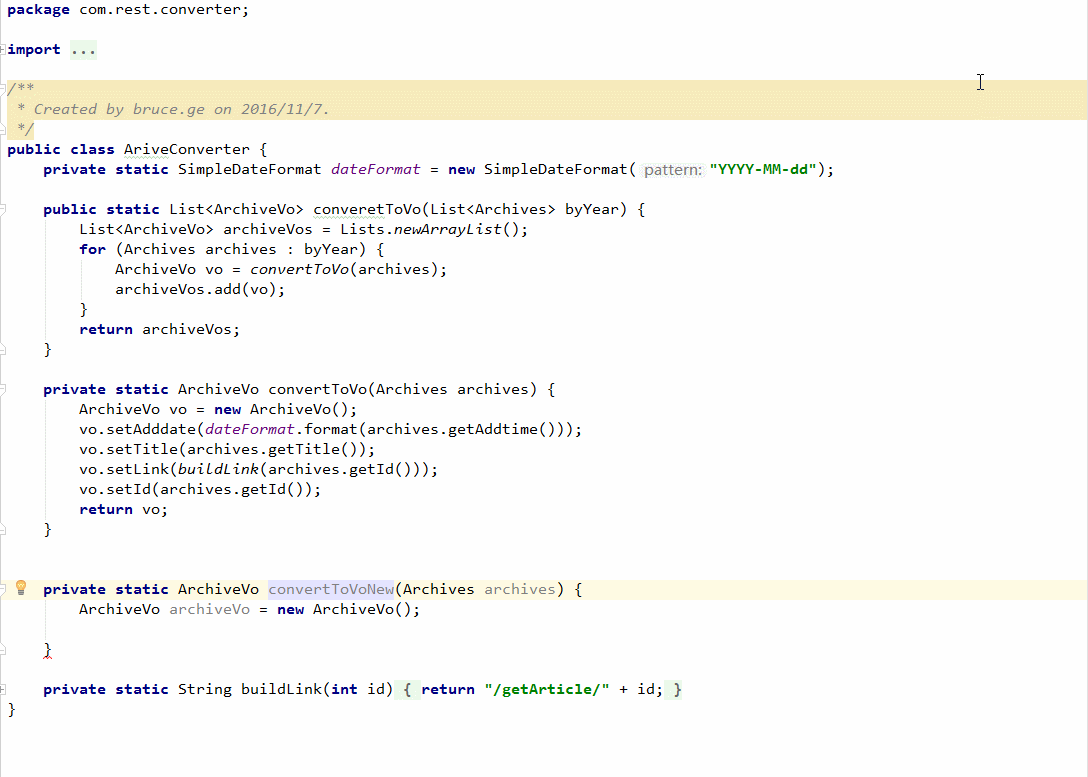 package com.rest.converter;
import ...
/**
* Created by bruce.ge on 2016/11/7.
*/
public class AriveConverter {
private static SimpleDateFormat dateFormat = new SimpleDateFormat( pattern: "YYYY-MM-dd");
public static List<ArchiveVo> converetToVo(List<Archives> byYear) {
List<ArchiveVo> archiveVos = Lists.newArrayList();
for (Archives archives : byYear) {
ArchiveVo vo = convertToVo(archives);
archiveVos.add(vo);
}
return archiveVos;
}
private static ArchiveVo convertToVo(Archives archives) {
ArchiveVo vo = new ArchiveVo();
vo.setAdddate(dateFormat.format(archives.getAddtime()));
vo.setTitle(archives.getTitle());
vo.setLink(buildLink(archives.getId()));
vo.setId(archives.getId());
return vo;
}
private static ArchiveVo convertToVoNew(Archives archives) {
ArchiveVo archiveVo = new ArchiveVo();
}
private static String buildLink(int id) { return "/getArticle/" + id; }
}